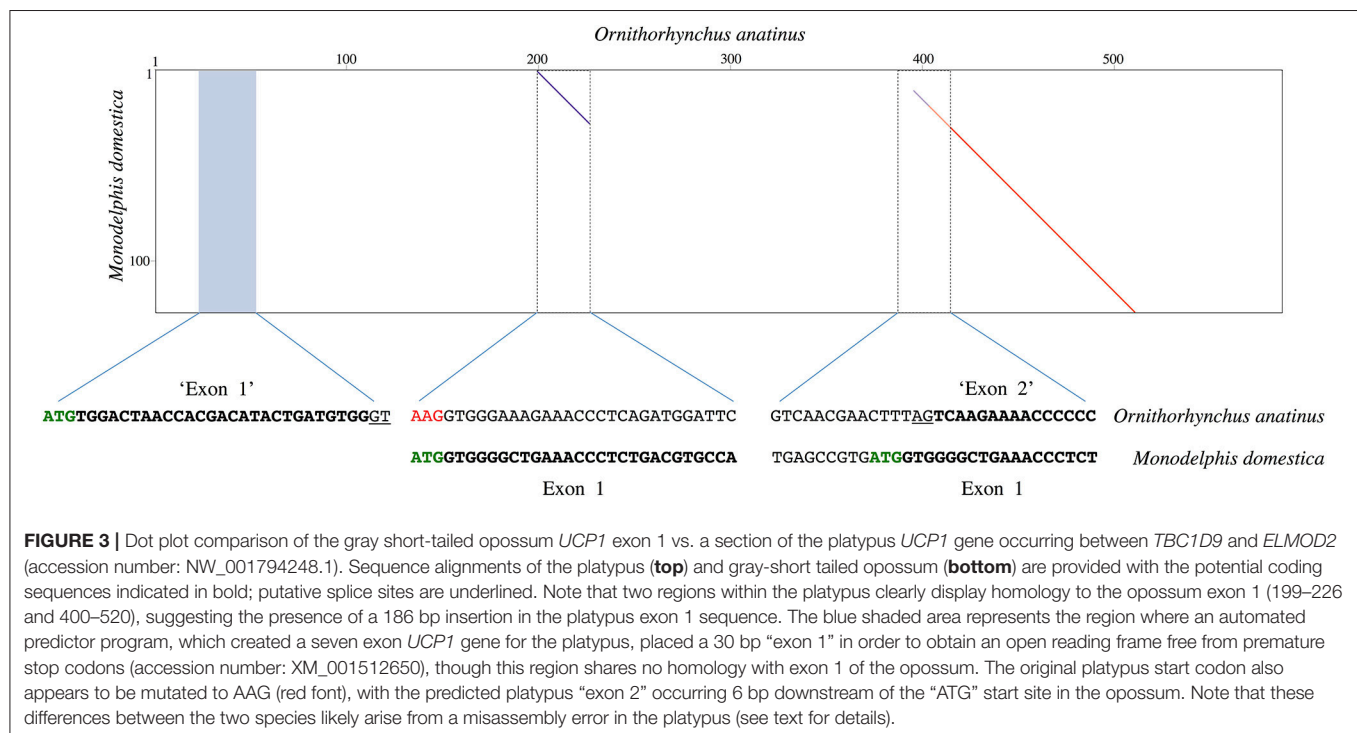 Ornithorhynchus anatinus
1 100 200 300 400 500
1
Monodelphis domestica
100
‘Exon 1’ ‘Exon 2’
ATGTGGACTAACCACGACATACTGATGTGGGT AAGGTGGGAAAGAAACCCTCAGATGGATTC GTCAACGAACTTTAGTCAAGAAAACCCCCC Ornithorhynchus anatinus
ATGGTGGGGCTGAAACCCTCTGACGTGCCA TGAGCCGTGATGGTGGGGCTGAAACCCTCT Monodelphis domestica
Exon 1 Exon 1
FIGURE 3 | Dot plot comparison of the gray short-tailed opossum UCP1 exon 1 vs. a section of the platypus UCP1 gene occurring between TBC1D9 and ELMOD2
(accession number: NW_001794248.1). Sequence alignments of the platypus (top) and gray-short tailed opossum (bottom) are provided with the potential coding
sequences indicated in bold; putative splice sites are underlined. Note that two regions within the platypus clearly display homology to the opossum exon 1 (199–226
and 400–520), suggesting the presence of a 186 bp insertion in the platypus exon 1 sequence. The blue shaded area represents the region where an automated
predictor program, which created a seven exon UCP1 gene for the platypus, placed a 30 bp “exon 1” in order to obtain an open reading frame free from premature
stop codons (accession number: XM_001512650), though this region shares no homology with exon 1 of the opossum. The original platypus start codon also
appears to be mutated to AAG (red font), with the predicted platypus “exon 2” occurring 6 bp downstream of the “ATG” start site in the opossum. Note that these
differences between the two species likely arise from a misassembly error in the platypus (see text for details).